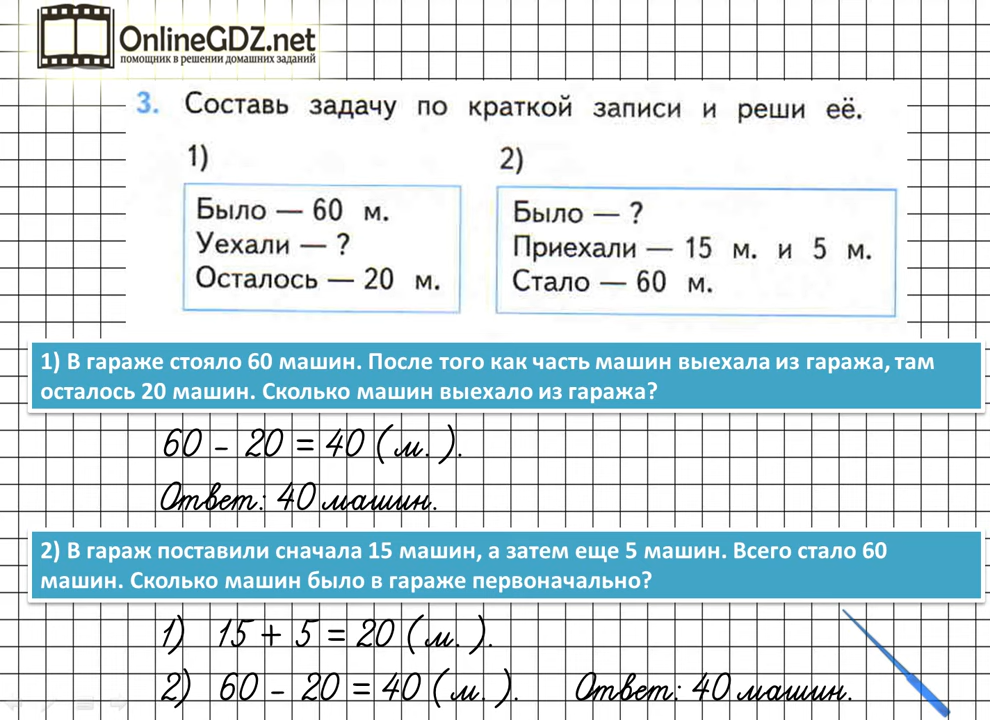 OnlineGDZ.net
помощник в решении домашних заданий
3. Составь задачу по краткой записи и реши её.
1)
Было — 60 м.
Уехали — ?
Осталось — 20 м.
2)
Было — ?
Приехали — 15 м. и 5 м.
Стало — 60 м.
1) В гараже стояло 60 машин. После того как часть машин выехала из гаража, там
осталось 20 машин. Сколько машин выехало из гаража?
60 - 20 = 40 (м. ).
Ответ: 40 машин.
2) В гараж поставили сначала 15 машин, а затем еще 5 машин. Всего стало 60
машин. Сколько машин было в гараже первоначально?
1) 15 + 5 = 20 (м. ).
2) 60 - 20 = 40 (м. ). Ответ: 40 машин.